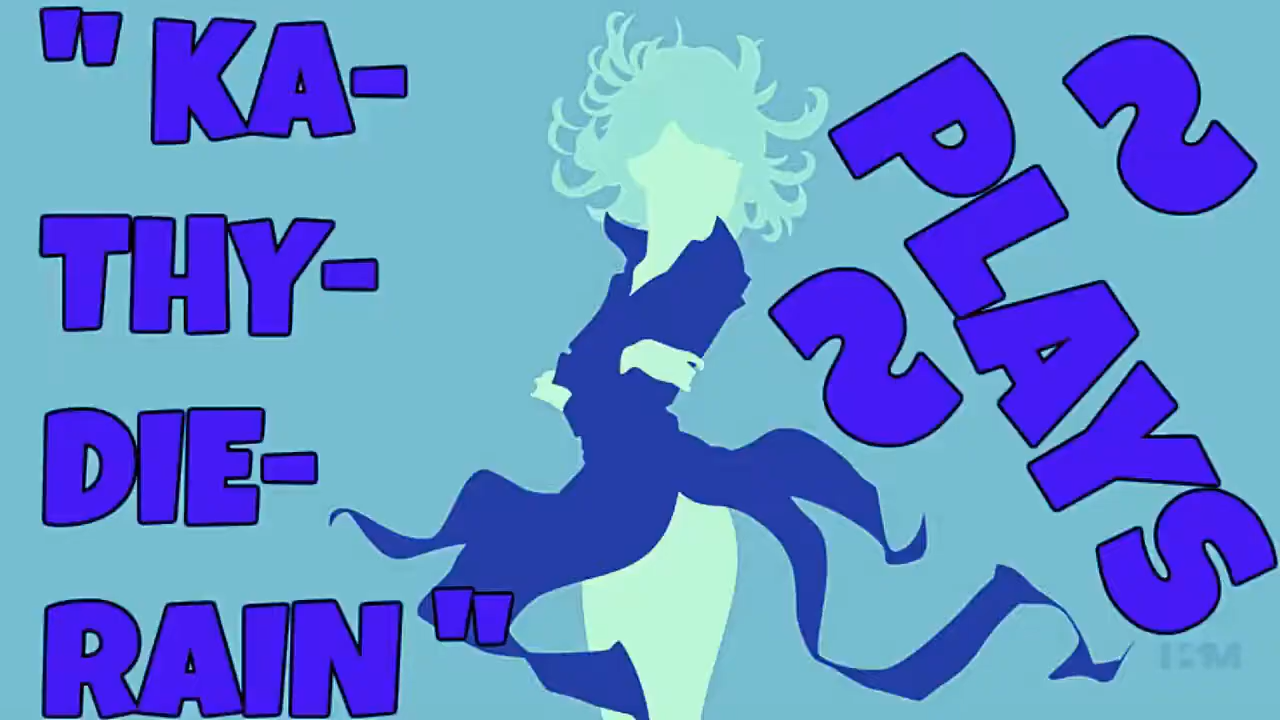 " KA-
THY-
DIE-
RAIN "
PLAYS